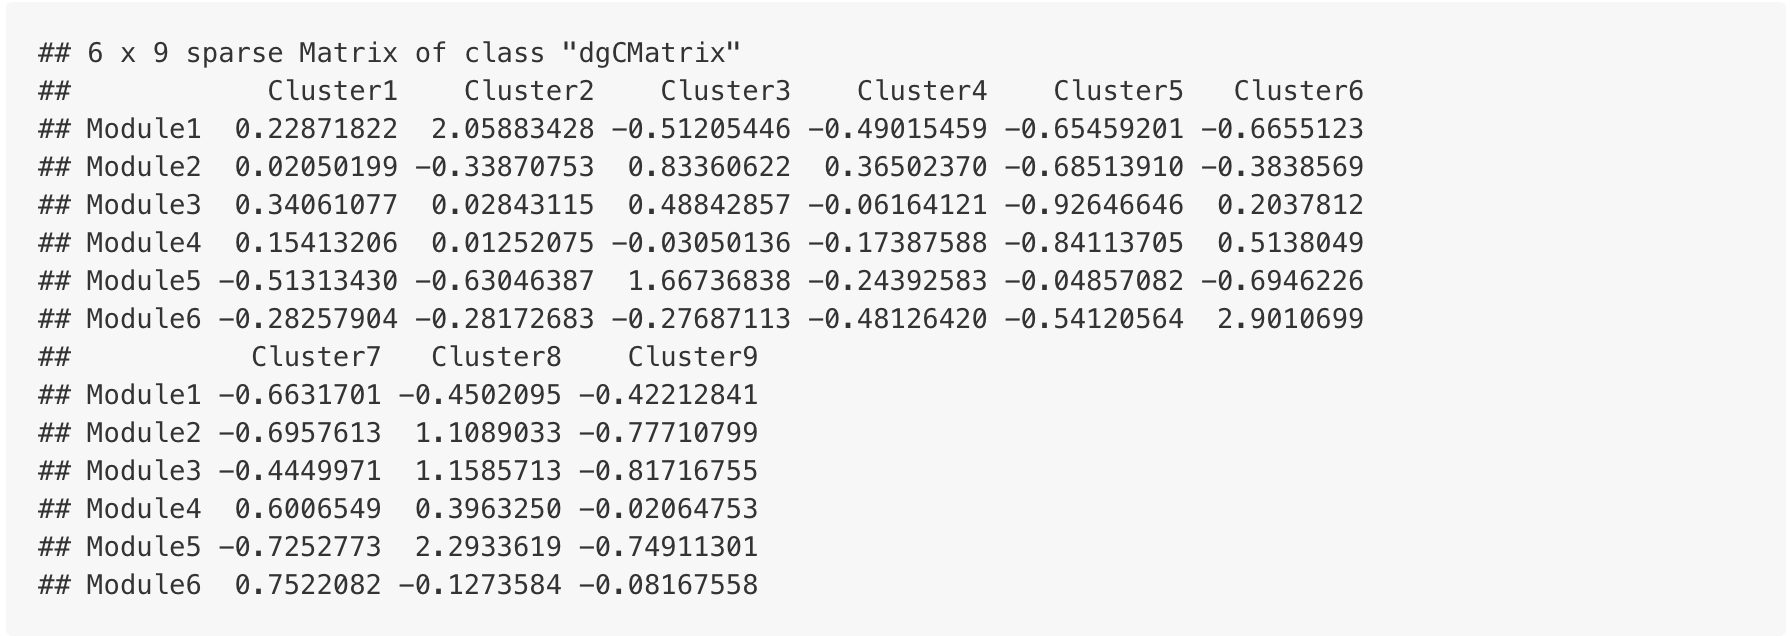 ## 6 x 9 sparse Matrix of class "dgCMatrix"
##            Cluster1    Cluster2    Cluster3    Cluster4    Cluster5   Cluster6
## Module1  0.22871822  2.05883428 -0.51205446 -0.49015459 -0.65459201 -0.6655123
## Module2  0.02050199 -0.33870753  0.83360622  0.36502370 -0.68513910 -0.3838569
## Module3  0.34061077  0.02843115  0.48842857 -0.06164121 -0.92646646  0.2037812
## Module4  0.15413206  0.01252075 -0.03050136 -0.17387588 -0.84113705  0.5138049
## Module5 -0.51313430 -0.63046387  1.66736838 -0.24392583 -0.04857082 -0.6946226
## Module6 -0.28257904 -0.28172683 -0.27687113 -0.48126420 -0.54120564  2.9010699
##           Cluster7   Cluster8    Cluster9
## Module1 -0.6631701 -0.4502095 -0.42212841
## Module2 -0.6957613  1.1089033 -0.77710799
## Module3 -0.4449971  1.1585713 -0.81716755
## Module4  0.6006549  0.3963250 -0.02064753
## Module5 -0.7252773  2.2933619 -0.74911301
## Module6  0.7522082 -0.1273584 -0.08167558